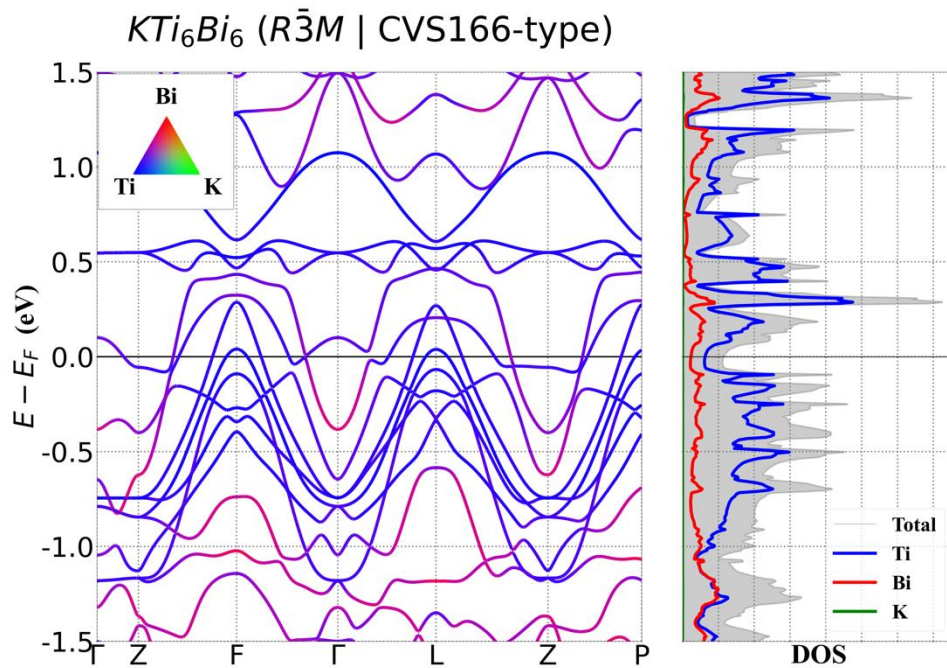 KTi₆Bi₆ (R3̄M | CVS166-type)
E − E_F (eV)
1.5
1.0
0.5
0.0
-0.5
-1.0
-1.5
Bi
Ti K
Γ Z F Γ L Z P
Total
Ti
Bi
K
DOS